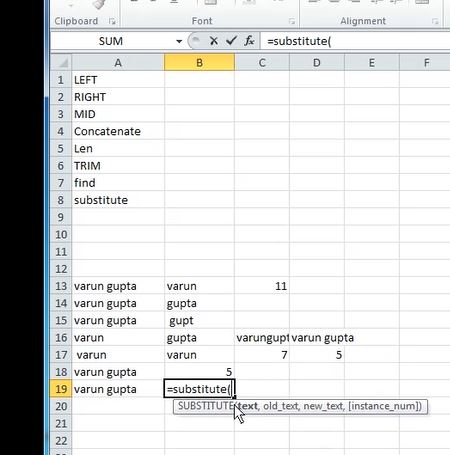 Clipboard Font Alignment
SUM =substitute(
A B C D E F
1 LEFT
2 RIGHT
3 MID
4 Concatenate
5 Len
6 TRIM
7 find
8 substitute
9
10
11
12
13 varun gupta varun 11
14 varun gupta gupta
15 varun gupta gupt
16 varun gupta varungupt varun gupta
17 varun varun 7 5
18 varun gupta 5
19 varun gupta =substitute(
20 SUBSTITUTE(text, old_text, new_text, [instance_num])
21
22